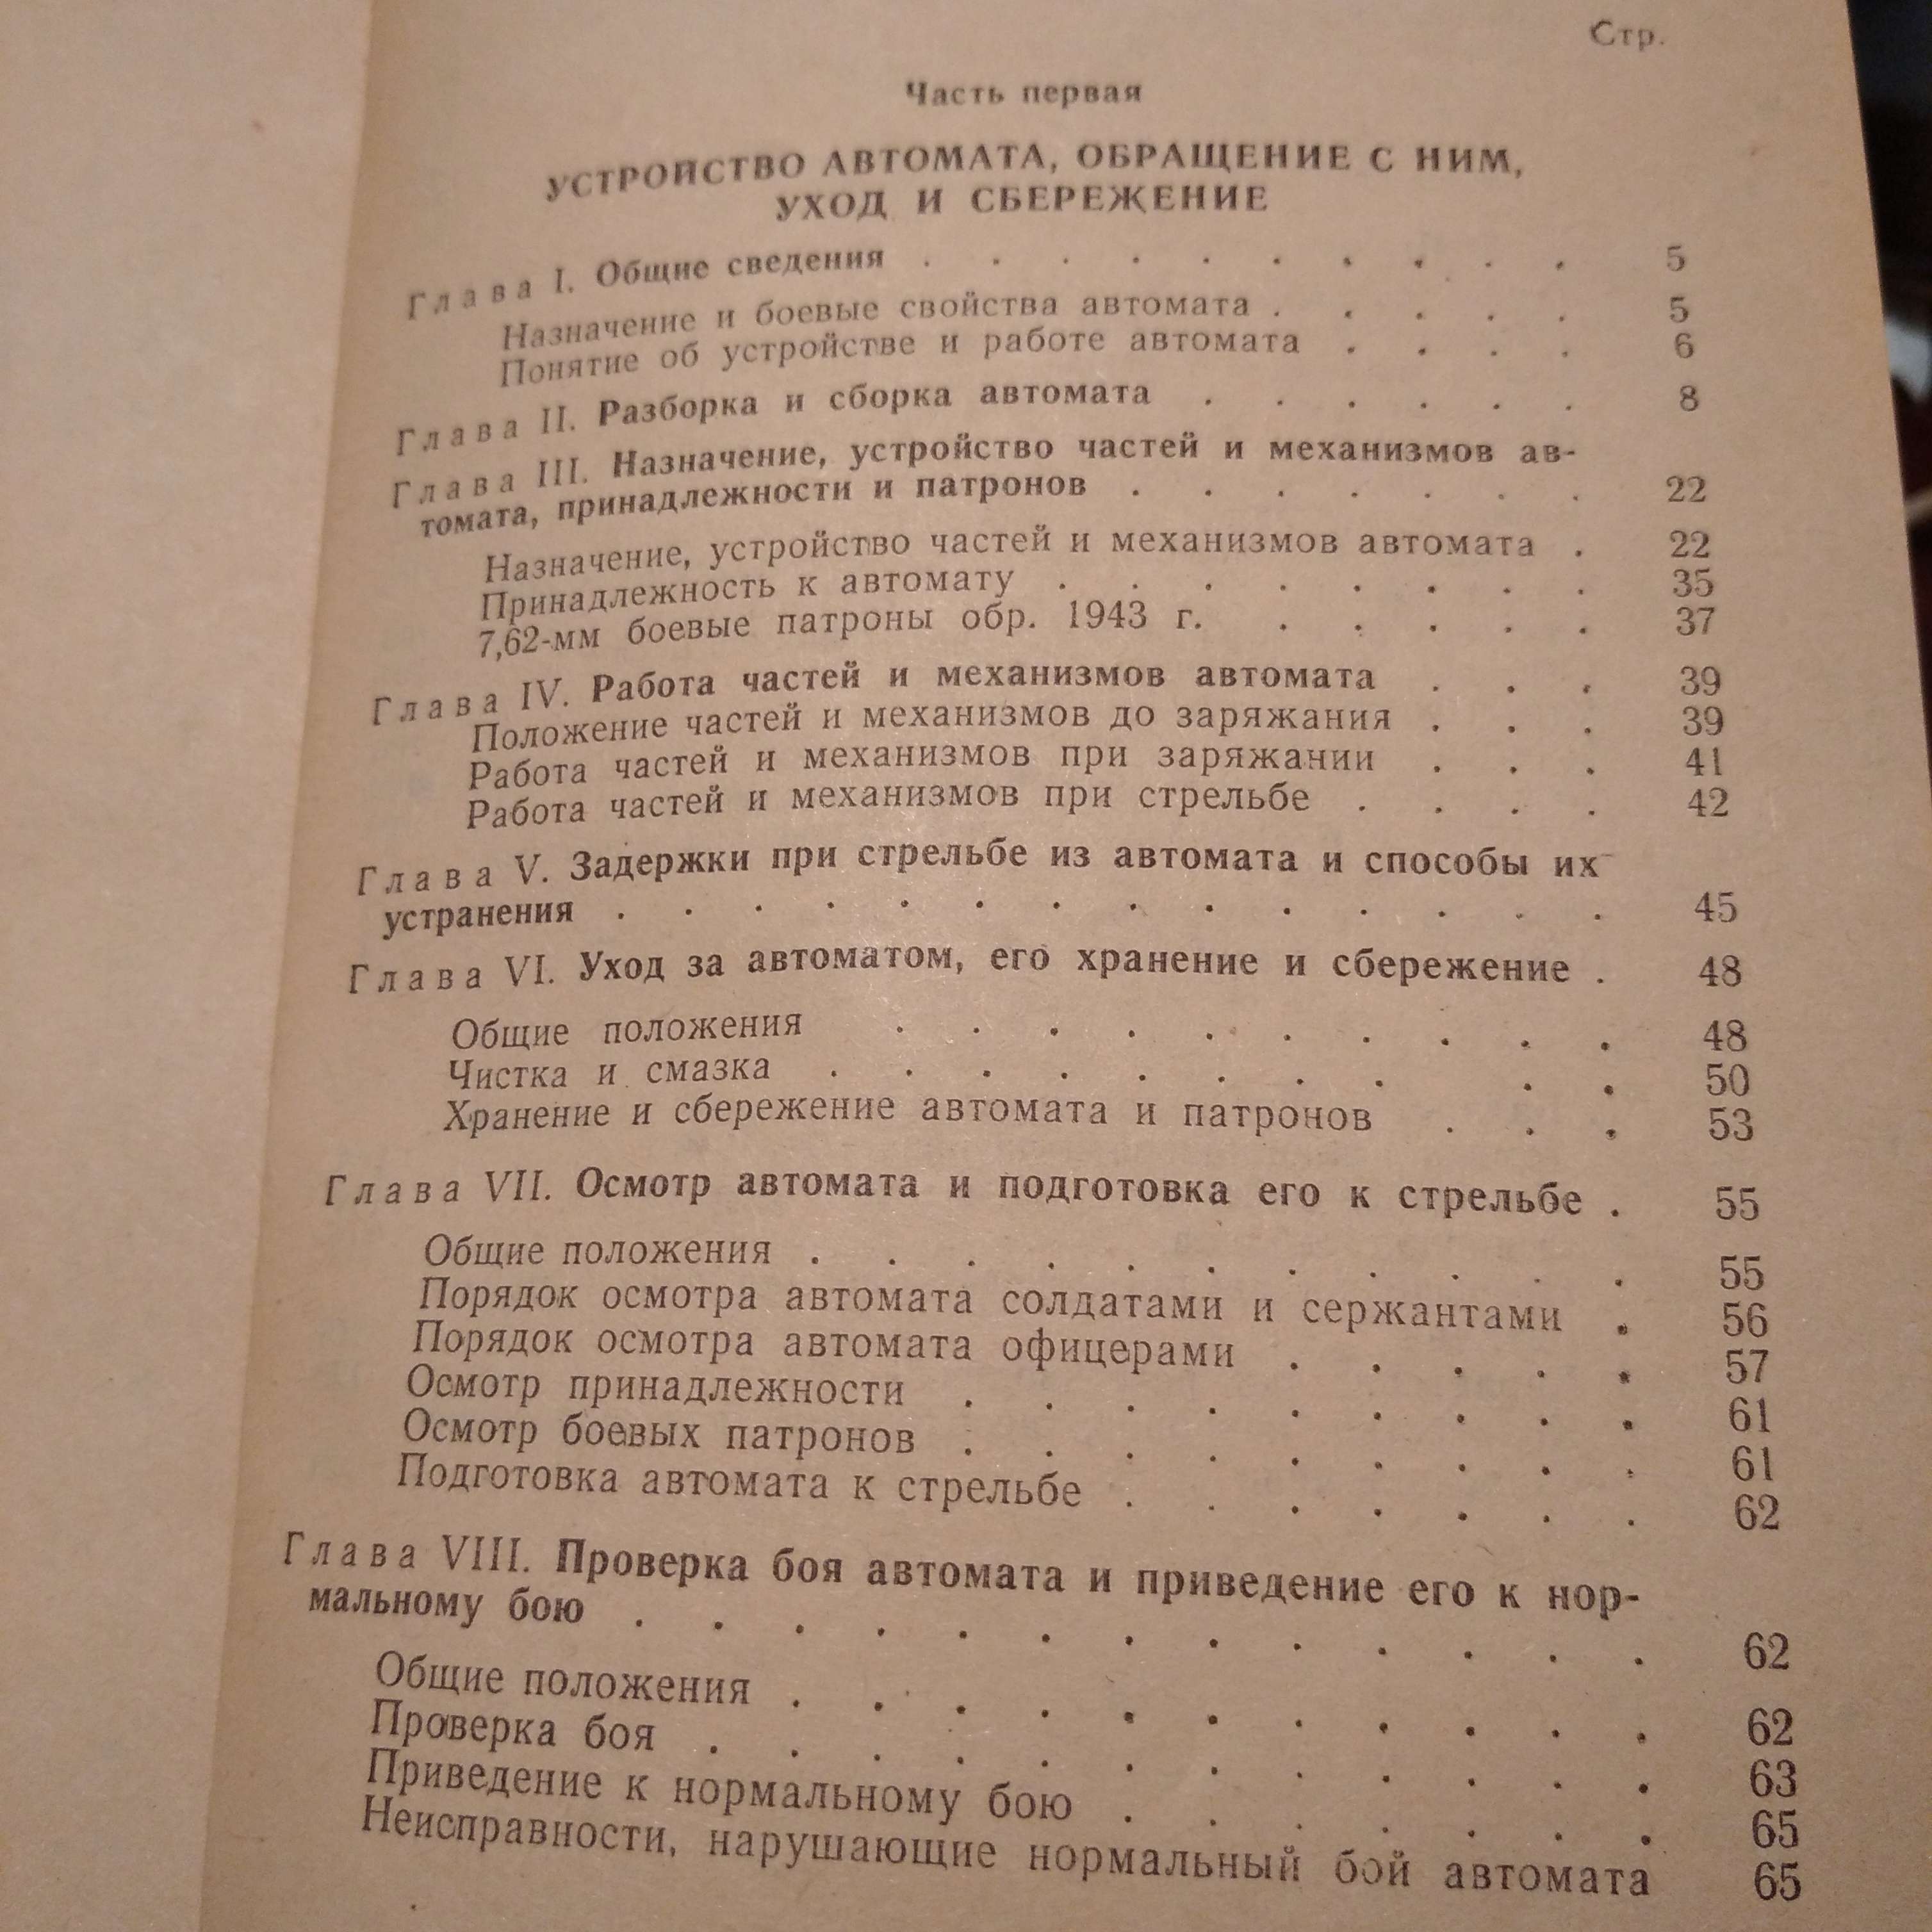 Стр.
Часть первая
УСТРОЙСТВО АВТОМАТА, ОБРАЩЕНИЕ С НИМ,
УХОД И СБЕРЕЖЕНИЕ
Глава I. Общие сведения . . . . . . . . . . 5
Назначение и боевые свойства автомата . . . . . 5
Понятие об устройстве и работе автомата . . . . 6
Глава II. Разборка и сборка автомата . . . . . . 8
Глава III. Назначение, устройство частей и механизмов ав-
томата, принадлежности и патронов . . . . . . . 22
Назначение, устройство частей и механизмов автомата . 22
Принадлежность к автомату . . . . . . . . 35
7,62-мм боевые патроны обр. 1943 г. . . . . . 37
Глава IV. Работа частей и механизмов автомата . . . 39
Положение частей и механизмов до заряжания . . . 39
Работа частей и механизмов при заряжании . . . 41
Работа частей и механизмов при стрельбе . . . . 42
Глава V. Задержки при стрельбе из автомата и способы их
устранения . . . . . . . . . . . . . . 45
Глава VI. Уход за автоматом, его хранение и сбережение . 48
Общие положения . . . . . . . . . . 48
Чистка и смазка . . . . . . . . . . 50
Хранение и сбережение автомата и патронов . . . 53
Глава VII. Осмотр автомата и подготовка его к стрельбе . 55
Общие положения . . . . . . . . . . . 55
Порядок осмотра автомата солдатами и сержантами . 56
Порядок осмотра автомата офицерами . . . . . 57
Осмотр принадлежности . . . . . . . . . 61
Осмотр боевых патронов . . . . . . . . . 61
Подготовка автомата к стрельбе . . . . . . . 62
Глава VIII. Проверка боя автомата и приведение его к нор-
мальному бою . . . . . . . . . . . . . 62
Общие положения . . . . . . . . . . . 62
Проверка боя . . . . . . . . . . . . 63
Приведение к нормальному бою . . . . . . . 65
Неисправности, нарушающие нормальный бой автомата 65